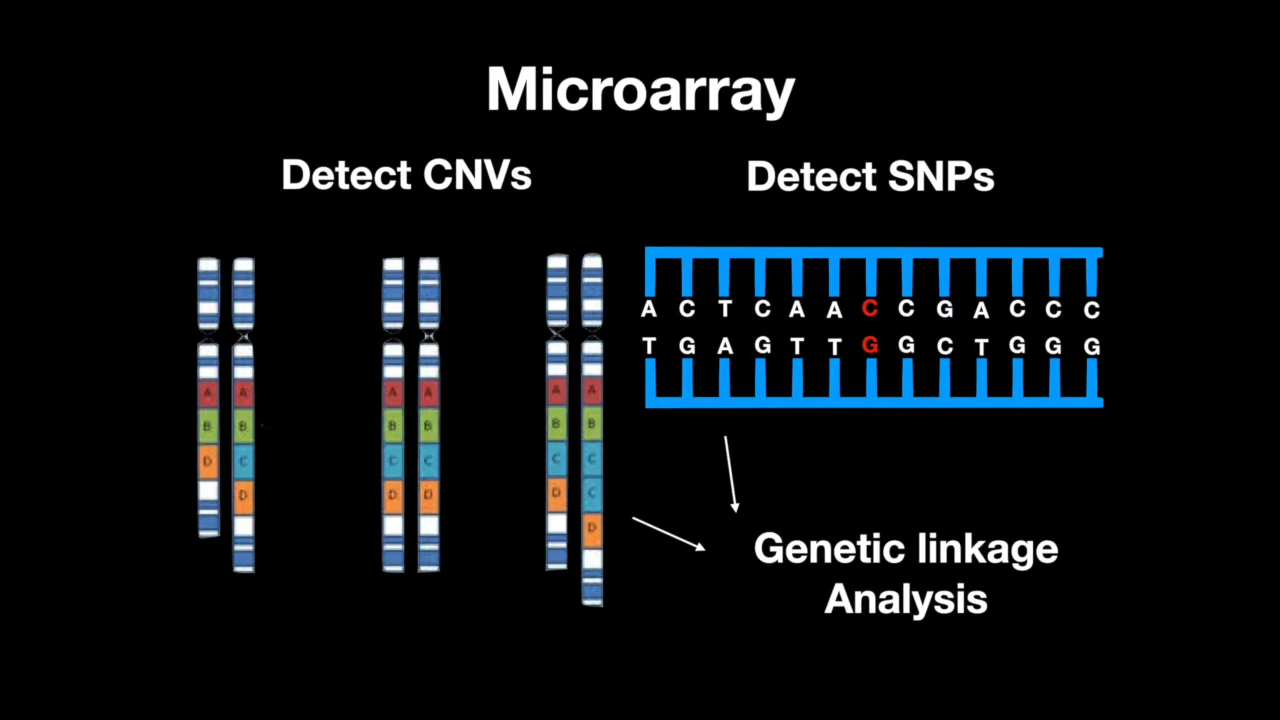 Microarray
Detect CNVs
Detect SNPs
A C T C A A C C G A C C C
T G A G T T G G C T G G G
A A A A A A
B B B B B B
D C C C C C
D D D D C
D
Genetic linkage
Analysis